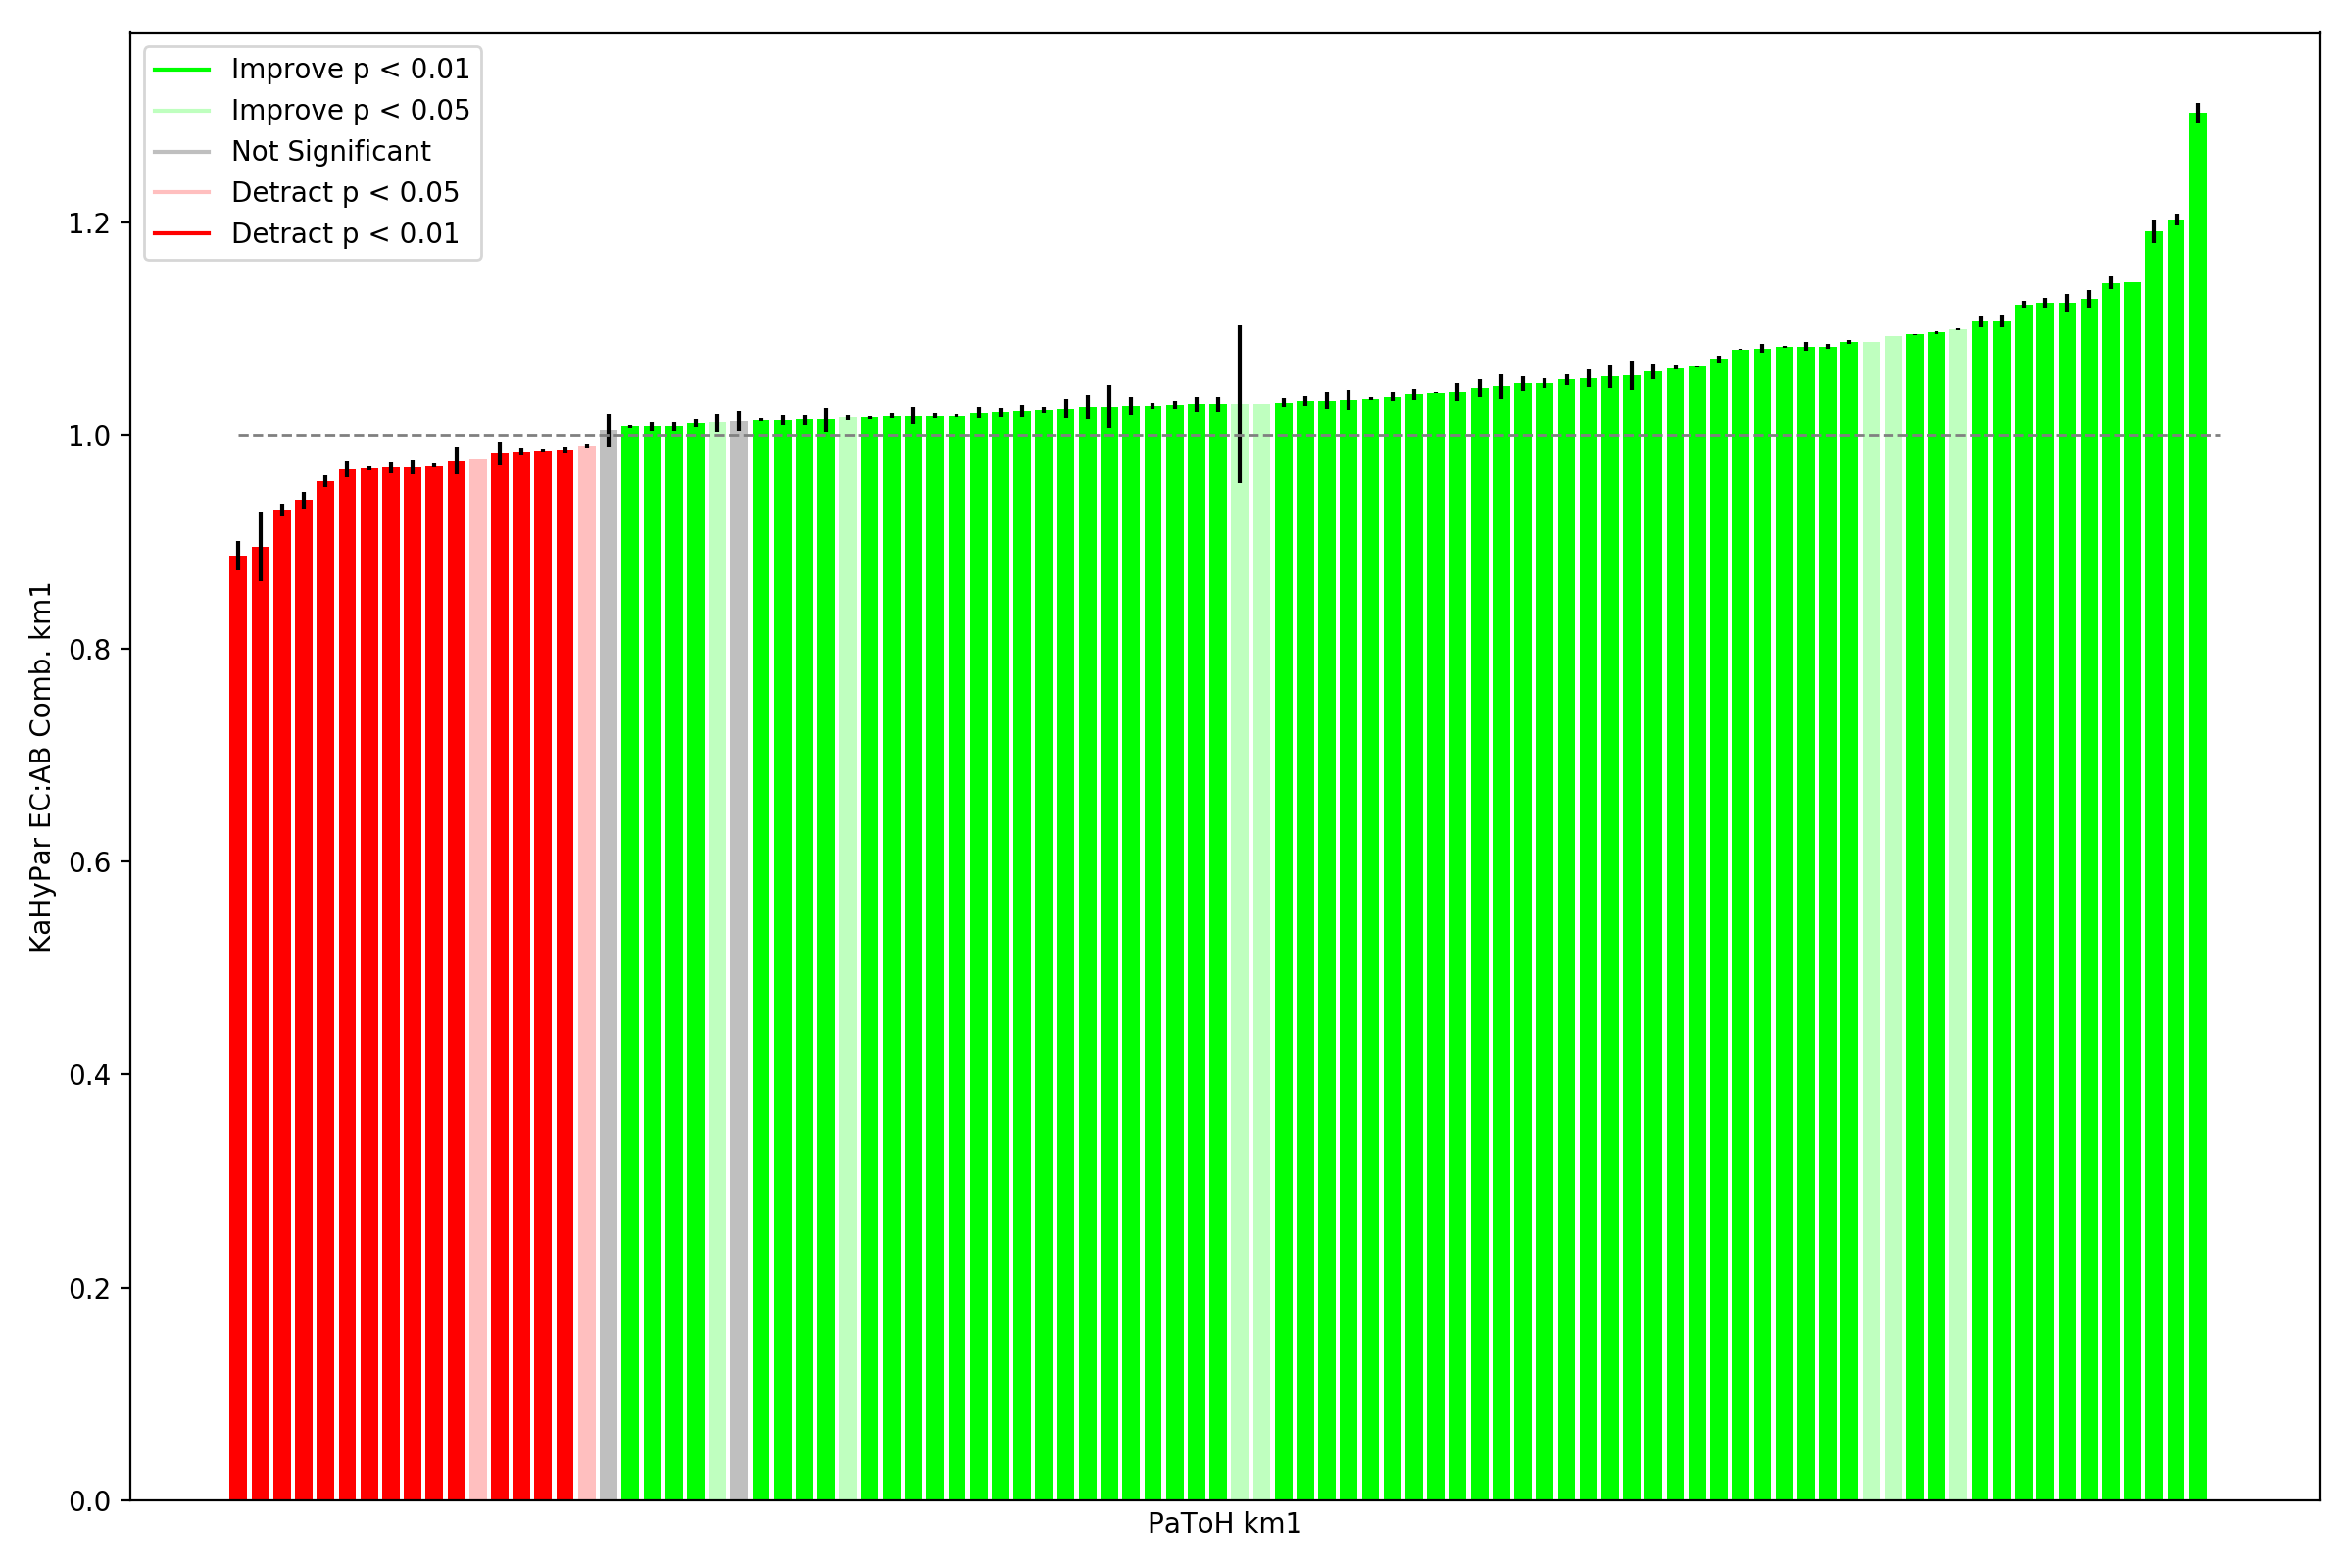 Improve p < 0.01
Improve p < 0.05
Not Significant
Detract p < 0.05
Detract p < 0.01
1.2
1.0
0.8
0.6
0.4
0.2
0.0
KaHyPar EC:AB Comb. km1
PaToH km1